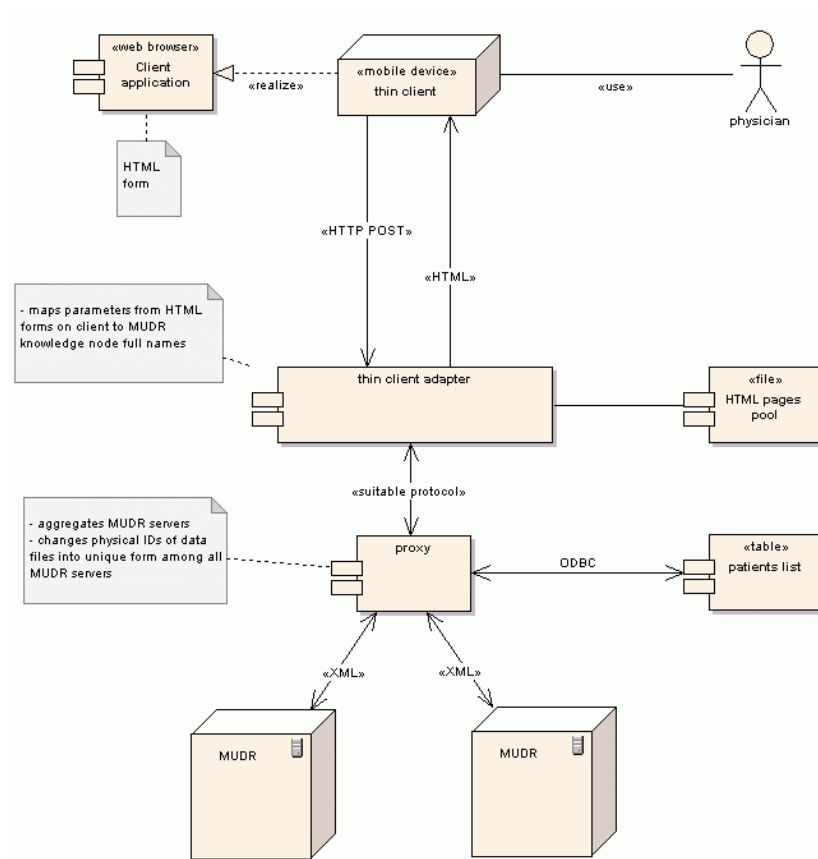 «web browser»
Client
application
«realize»
«mobile device»
thin client
«use»
physician
HTML
form
«HTTP POST»
«HTML»
- maps parameters from HTML
forms on client to MUDR
knowledge node full names
thin client adapter
«file»
HTML pages
pool
«suitable protocol»
- aggregates MUDR servers
- changes physical IDs of data
files into unique form among all
MUDR servers
proxy
ODBC
«table»
patients list
«XML»
«XML»
MUDR
MUDR